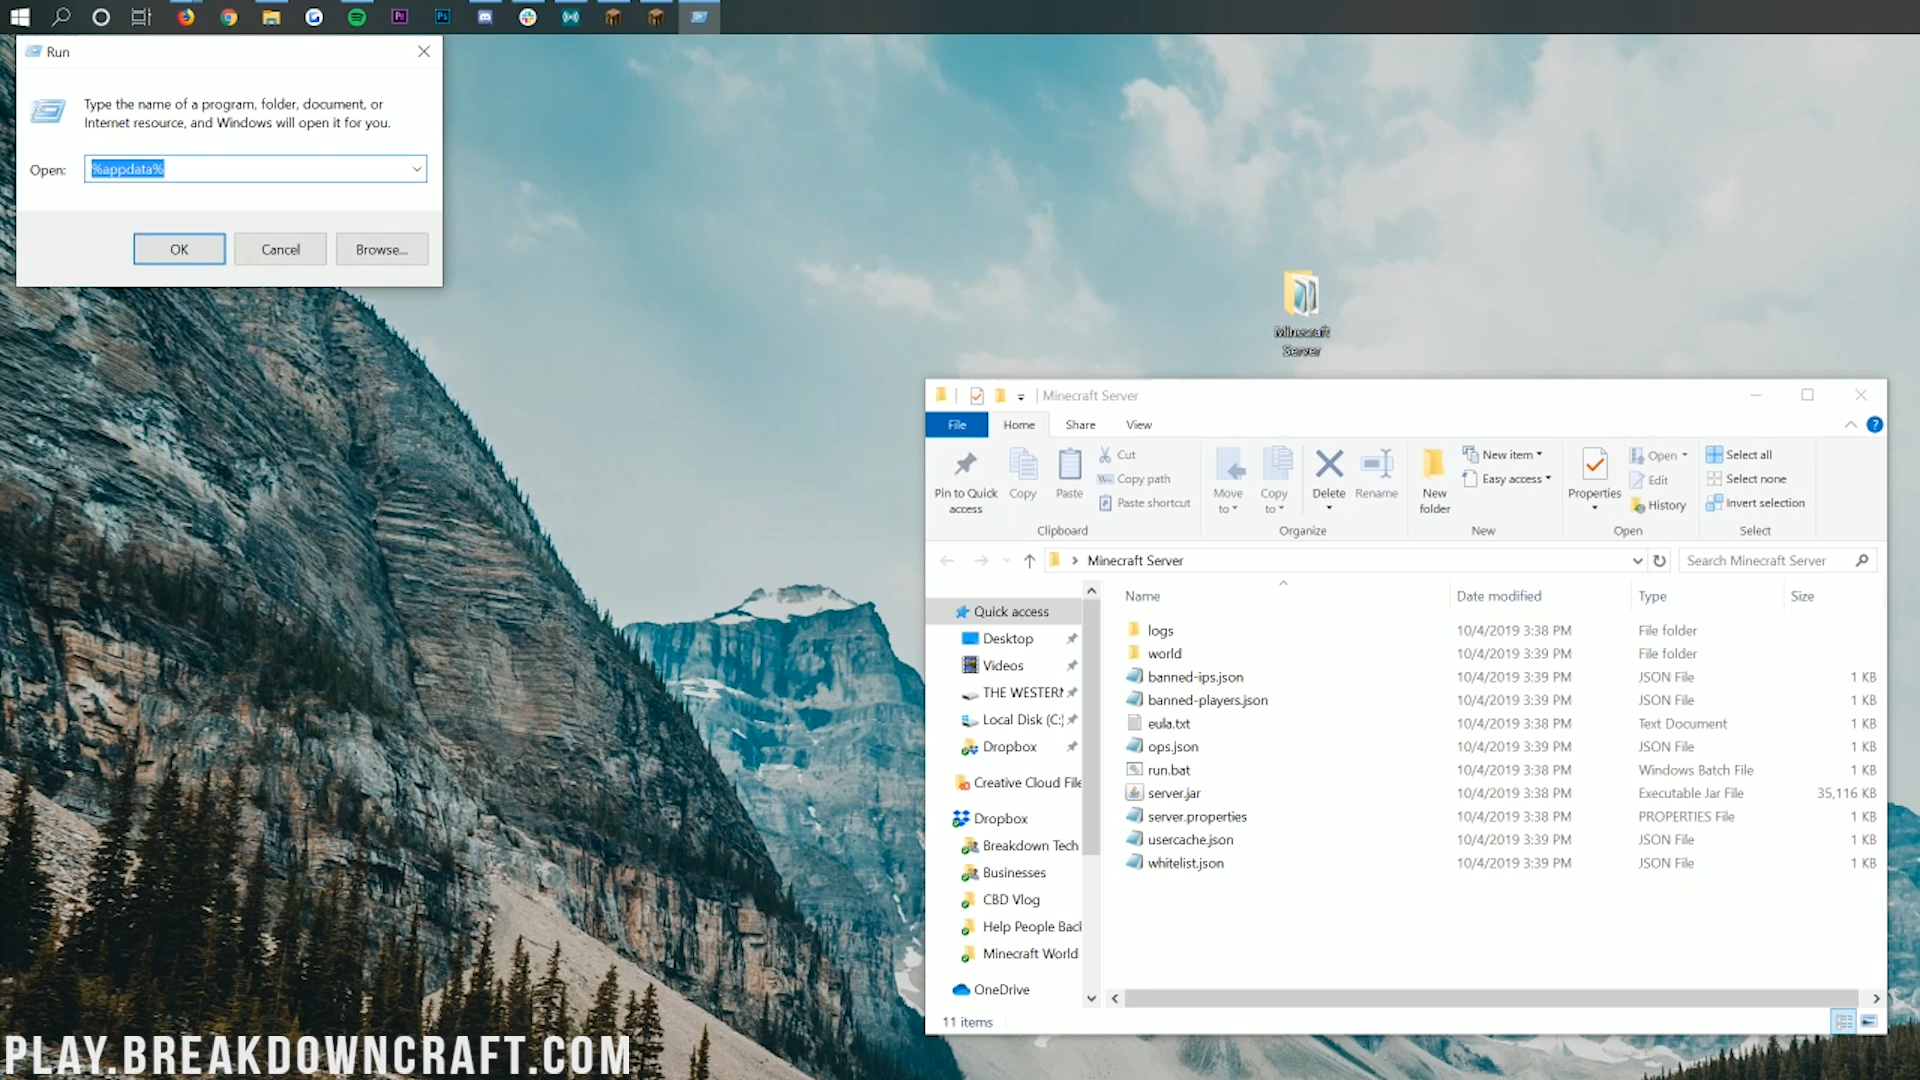 Run
Type the name of a program, folder, document, or
Internet resource, and Windows will open it for you.
Open: %appdata%
OK Cancel Browse...
Minecraft
Server
Minecraft Server
File Home Share View
Pin to Quick
access
Copy
Paste
Cut
Copy path
Paste shortcut
Clipboard
Move
to
Copy
to
Delete
Rename
Organize
New
folder
New item
Easy access
New
Properties
Open
Edit
History
Open
Select all
Select none
Invert selection
Select
Minecraft Server
Search Minecraft Server
Quick access
Desktop
Videos
THE WESTERN
Local Disk (C:)
Dropbox
Creative Cloud File
Dropbox
Breakdown Tech
Businesses
CBD Vlog
Help People Back
Minecraft World
OneDrive
Name Date modified Type Size
logs 10/4/2019 3:38 PM File folder
world 10/4/2019 3:39 PM File folder
banned-ips.json 10/4/2019 3:39 PM JSON File 1 KB
banned-players.json 10/4/2019 3:39 PM JSON File 1 KB
eula.txt 10/4/2019 3:38 PM Text Document 1 KB
ops.json 10/4/2019 3:39 PM JSON File 1 KB
run.bat 10/4/2019 3:38 PM Windows Batch File 1 KB
server.jar 10/4/2019 3:38 PM Executable Jar File 35,116 KB
server.properties 10/4/2019 3:38 PM PROPERTIES File 1 KB
usercache.json 10/4/2019 3:39 PM JSON File 1 KB
whitelist.json 10/4/2019 3:39 PM JSON File 1 KB
11 items
PLAY.BREAKDOWNCRAFT.COM